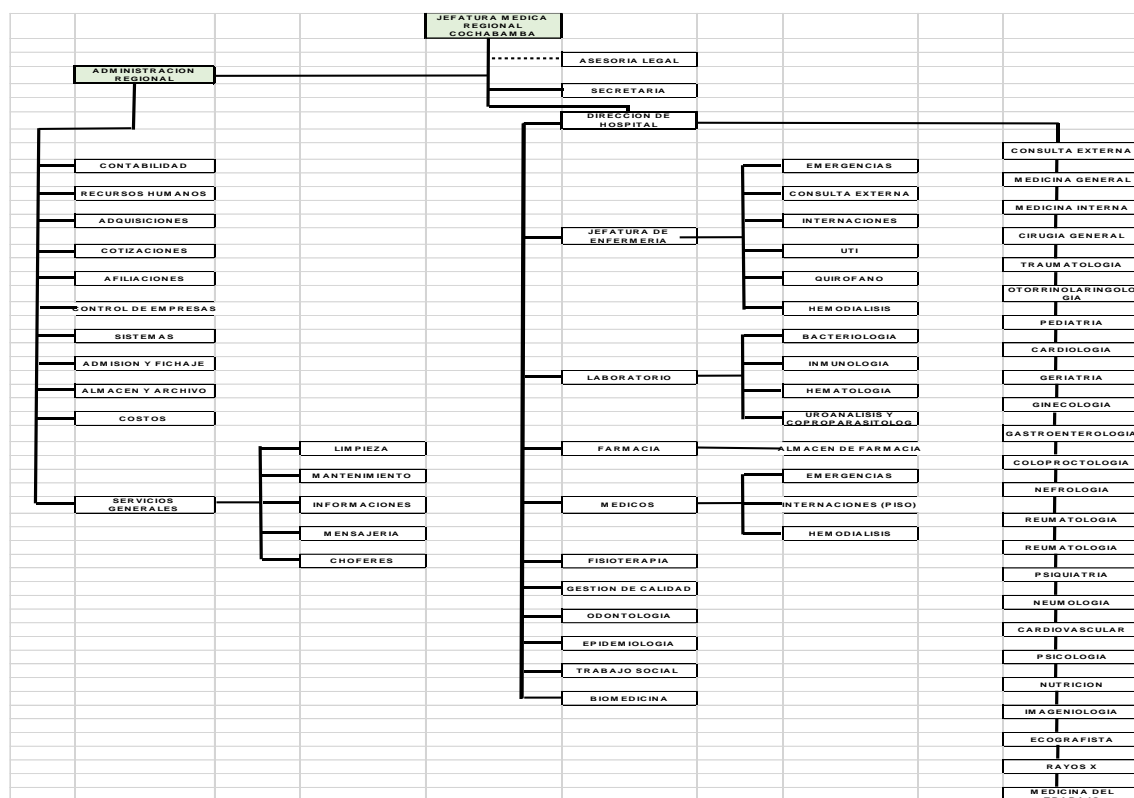 JEFATURA MEDICA
REGIONAL
COCHABAMBA
ASESORIA LEGAL
ADMINISTRACION
REGIONAL
SECRETARIA
DIRECCION DE
HOSPITAL
CONTABILIDAD
RECURSOS HUMANOS
ADQUISICIONES
COTIZACIONES
AFILIACIONES
CONTROL DE EMPRESAS
SISTEMAS
ADMISION Y FICHAJE
ALMACEN Y ARCHIVO
COSTOS
SERVICIOS
GENERALES
LIMPIEZA
MANTENIMIENTO
INFORMACIONES
MENSAJERIA
CHOFERES
JEFATURA DE
ENFERMERIA
EMERGENCIAS
CONSULTA EXTERNA
INTERNACIONES
UTI
QUIROFANO
HEMODIALISIS
LABORATORIO
BACTERIOLOGIA
INMUNOLOGIA
HEMATOLOGIA
UROANALISIS Y
COPROPARASITOLOG
FARMACIA
ALMACEN DE FARMACIA
MEDICOS
EMERGENCIAS
INTERNACIONES (PISO)
HEMODIALISIS
FISIOTERAPIA
GESTION DE CALIDAD
ODONTOLOGIA
EPIDEMIOLOGIA
TRABAJO SOCIAL
BIOMEDICINA
CONSULTA EXTERNA
MEDICINA GENERAL
MEDICINA INTERNA
CIRUGIA GENERAL
TRAUMATOLOGIA
OTORRINOLARINGOLO
GIA
PEDIATRIA
CARDIOLOGIA
GERIATRIA
GINECOLOGIA
GASTROENTEROLOGIA
COLOPROCTOLOGIA
NEFROLOGIA
REUMATOLOGIA
REUMATOLOGIA
PSIQUIATRIA
NEUMOLOGIA
CARDIOVASCULAR
PSICOLOGIA
NUTRICION
IMAGENIOLOGIA
ECOGRAFISTA
RAYOS X
MEDICINA DEL